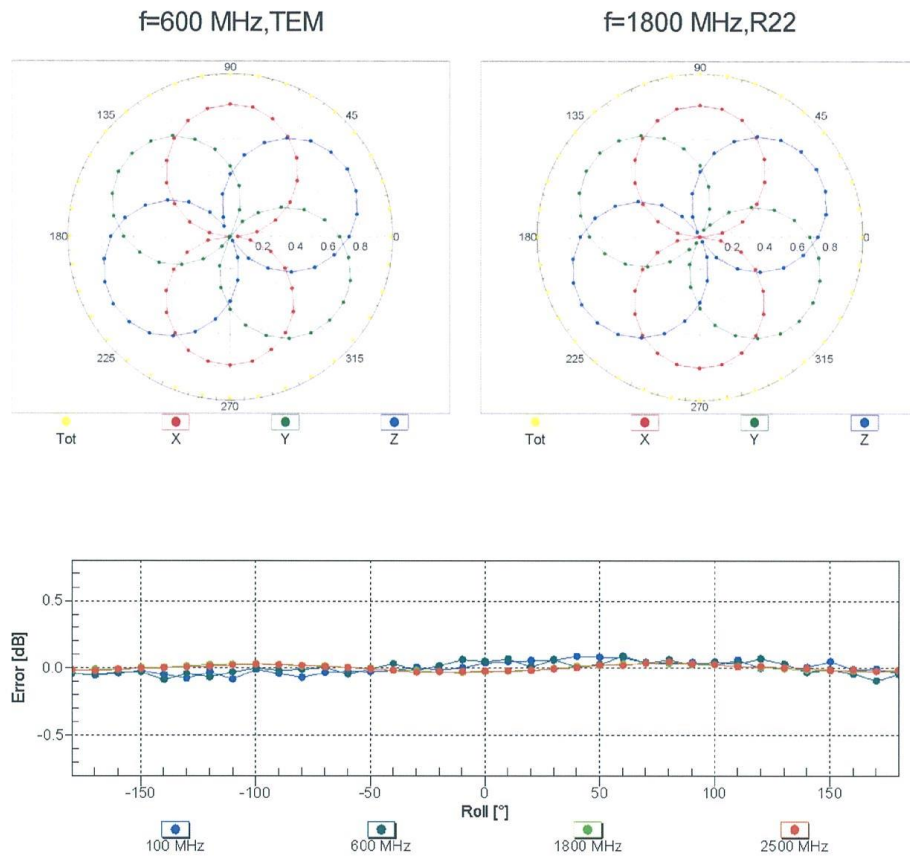 f=600 MHz,TEM
f=1800 MHz,R22
90
135
45
180
0.2 0.4 0.6 0.8
0
225
315
270
Tot X Y Z
90
135
45
180
0.2 0.4 0.6 0.8
0
225
315
270
Tot X Y Z
Error [dB]
0.5
0.0
-0.5
-150 -100 -50 0 50 100 150
Roll [°]
100 MHz 600 MHz 1800 MHz 2500 MHz